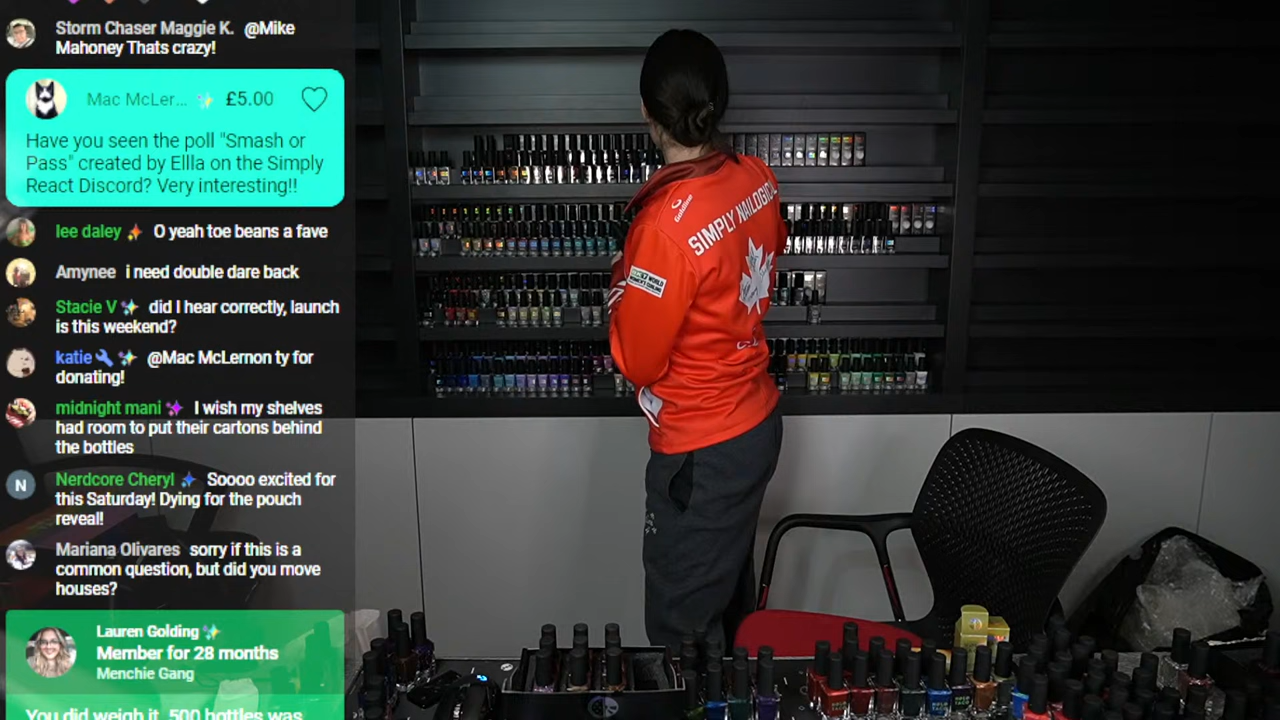 Storm Chaser Maggie K. @Mike
Mahoney Thats crazy!
Mac McLer... £5.00
Have you seen the poll "Smash or
Pass" created by Ellla on the Simply
React Discord? Very interesting!!
lee daley O yeah toe beans a fave
Amynee i need double dare back
Stacie V did I hear correctly, launch
is this weekend?
katie @Mac McLernon ty for
donating!
midnight mani I wish my shelves
had room to put their cartons behind
the bottles
N
Nerdcore Cheryl Soooo excited for
this Saturday! Dying for the pouch
reveal!
Mariana Olivares sorry if this is a
common question, but did you move
houses?
Lauren Golding
Member for 28 months
Menchie Gang
You did weigh it. 500 bottles was
Goldline
SIMPLY NAILOGICAL